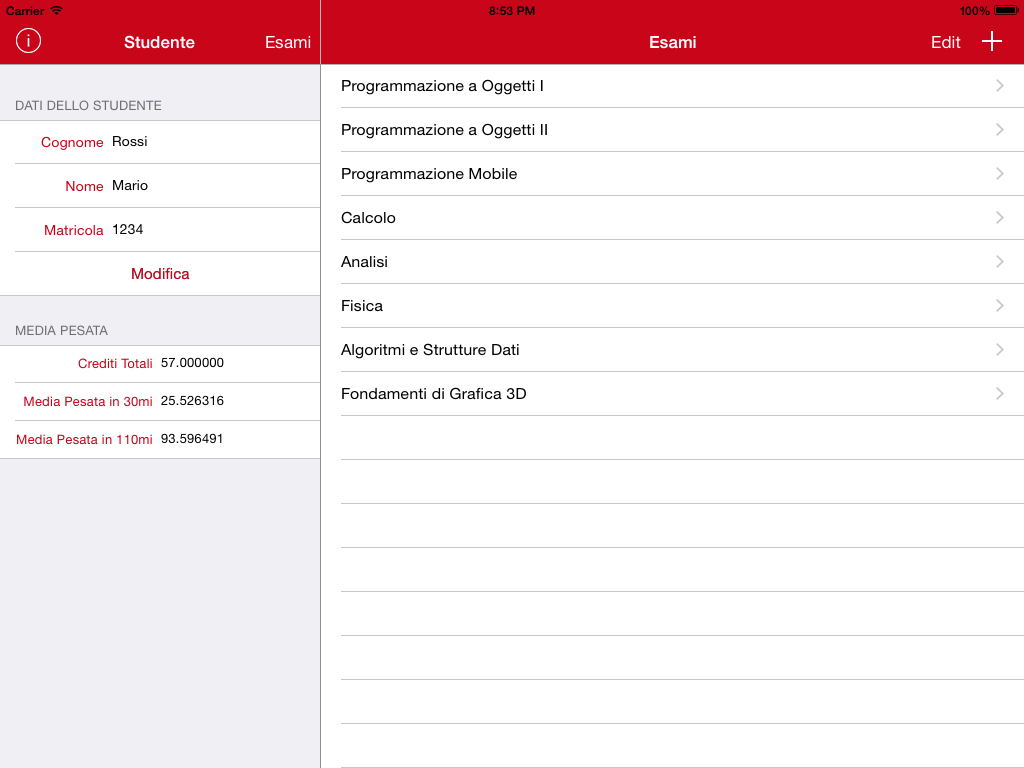 Carrier 8:53 PM 100%
Studente Esami
Esami Edit
DATI DELLO STUDENTE
Cognome Rossi
Nome Mario
Matricola 1234
Modifica
MEDIA PESATA
Crediti Totali 57.000000
Media Pesata in 30mi 25.526316
Media Pesata in 110mi 93.596491
Programmazione a Oggetti I
Programmazione a Oggetti II
Programmazione Mobile
Calcolo
Analisi
Fisica
Algoritmi e Strutture Dati
Fondamenti di Grafica 3D